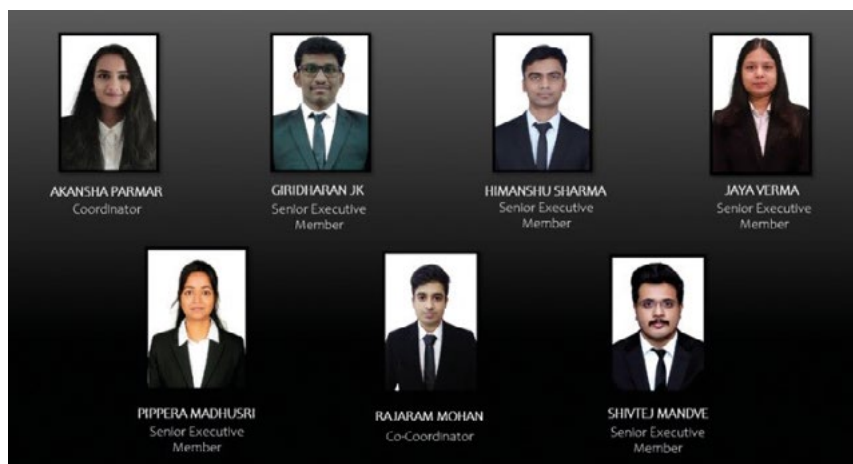 AKANSHA PARMAR
Coordinator
GIRIDHARAN JK
Senior Executive
Member
HIMANSHU SHARMA
Senior Executive
Member
JAYA VERMA
Senior Executive
Member
PIPPERA MADHUSRI
Senior Executive
Member
RAJARAM MOHAN
Co-Coordinator
SHIVTEJ MANDVE
Senior Executive
Member